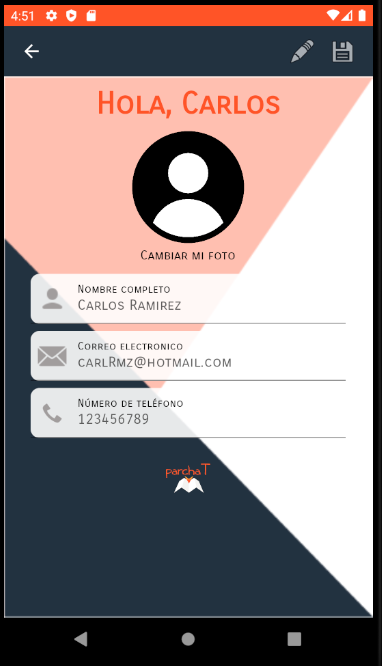 4:51
Hola, Carlos
Cambiar mi foto
Nombre completo
Carlos Ramirez
Correo electronico
carlRmz@hotmail.com
Número de teléfono
123456789
parchaT